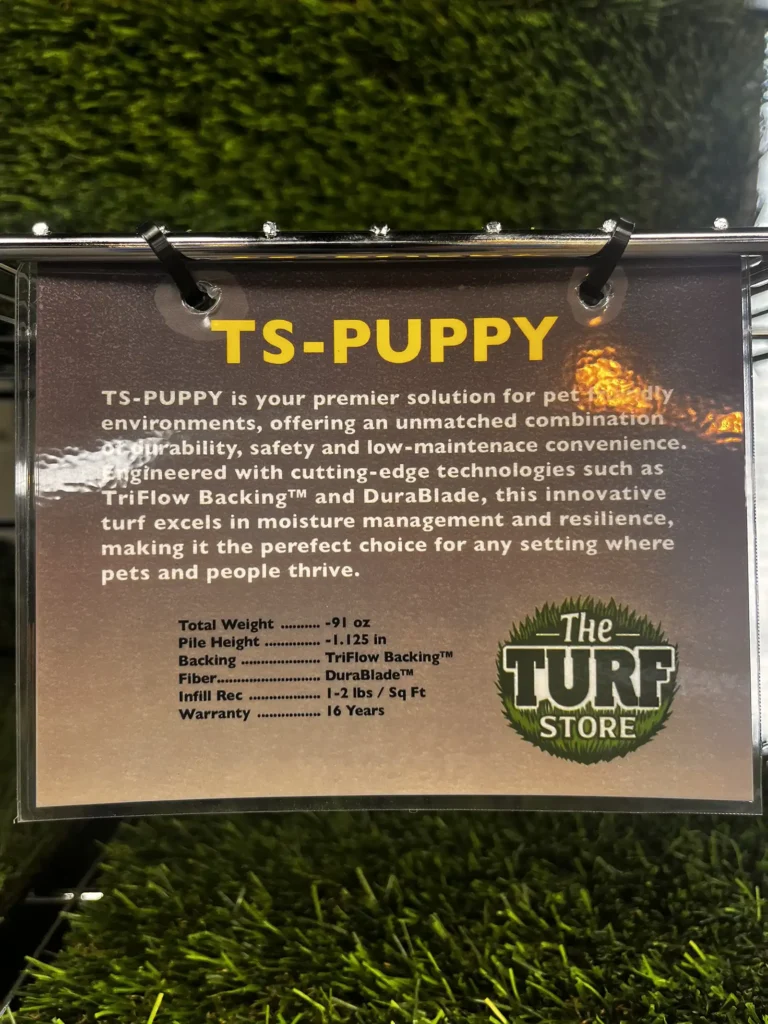 TS-PUPPY
TS-PUPPY is your premier solution for pet friendly
environments, offering an unmatched combination
of durability, safety and low-maintenace convenience.
Engineered with cutting-edge technologies such as
TriFlow Backing™ and DuraBlade, this innovative
turf excels in moisture management and resilience,
making it the perefect choice for any setting where
pets and people thrive.
Total Weight .......... -91 oz
Pile Height .............. -1.125 in
Backing .................... TriFlow Backing™
Fiber.......................... DuraBlade™
Infill Rec .................. 1-2 lbs / Sq Ft
Warranty ................ 16 Years
The
TURF
STORE